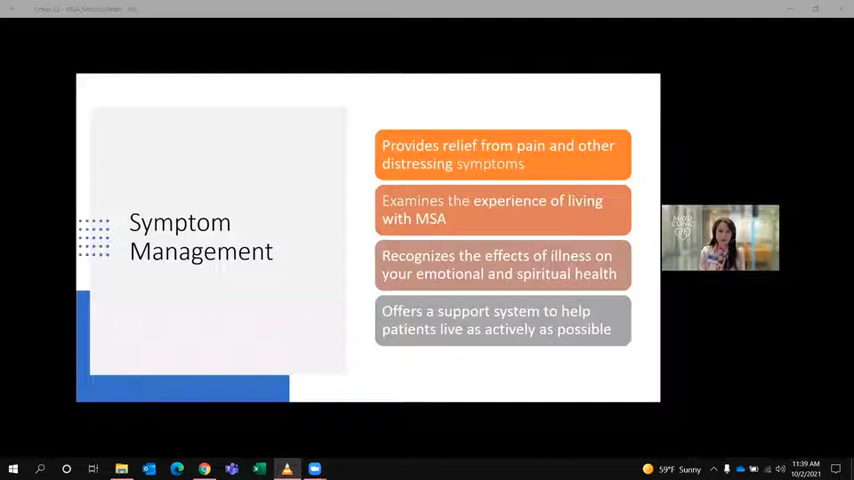 Symptom
Management
Provides relief from pain and other
distressing symptoms
Examines the experience of living
with MSA
Recognizes the effects of illness on
your emotional and spiritual health
Offers a support system to help
patients live as actively as possible
MAYO
CLINIC
59°F Sunny
11:39 AM
10/2/2021